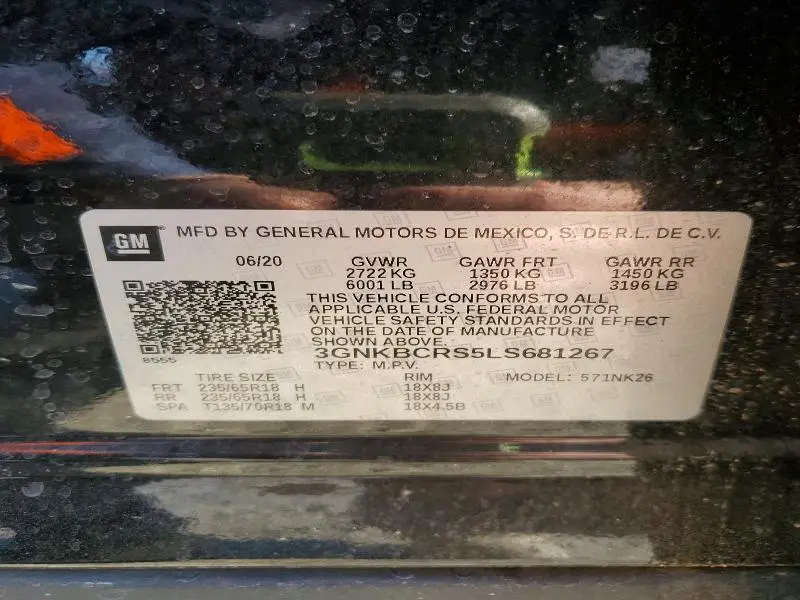 GM MFD BY GENERAL MOTORS DE MEXICO, S. DE R.L. DE C.V.
06/20 GVWR GAWR FRT GAWR RR
2722 KG 1350 KG 1450 KG
6001 LB 2976 LB 3196 LB
THIS VEHICLE CONFORMS TO ALL
APPLICABLE U.S. FEDERAL MOTOR
VEHICLE SAFETY STANDARDS IN EFFECT
ON THE DATE OF MANUFACTURE
SHOWN ABOVE.
8555
3GNKBCRS5LS681267
TYPE: M.P.V.
TIRE SIZE RIM MODEL: 571NK26
FRT 235/65R18 H 18X8J
RR 235/65R18 H 18X8J
SPA T135/70R18 M 18X4.5B